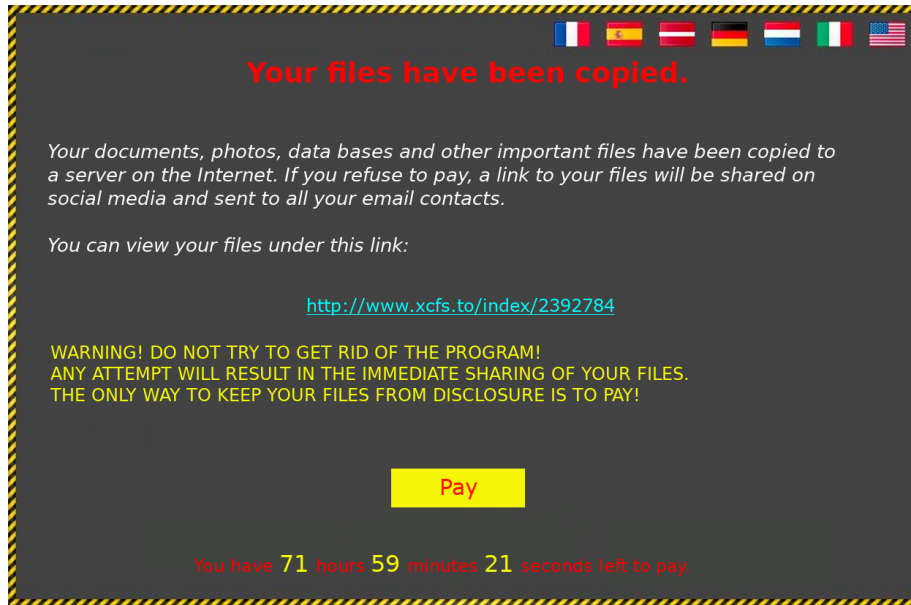 Your files have been copied.
Your documents, photos, data bases and other important files have been copied to
a server on the Internet. If you refuse to pay, a link to your files will be shared on
social media and sent to all your email contacts.
You can view your files under this link:
http://www.xcfs.to/index/2392784
WARNING! DO NOT TRY TO GET RID OF THE PROGRAM!
ANY ATTEMPT WILL RESULT IN THE IMMEDIATE SHARING OF YOUR FILES.
THE ONLY WAY TO KEEP YOUR FILES FROM DISCLOSURE IS TO PAY!
Pay
You have 71 hours 59 minutes 21 seconds left to pay.